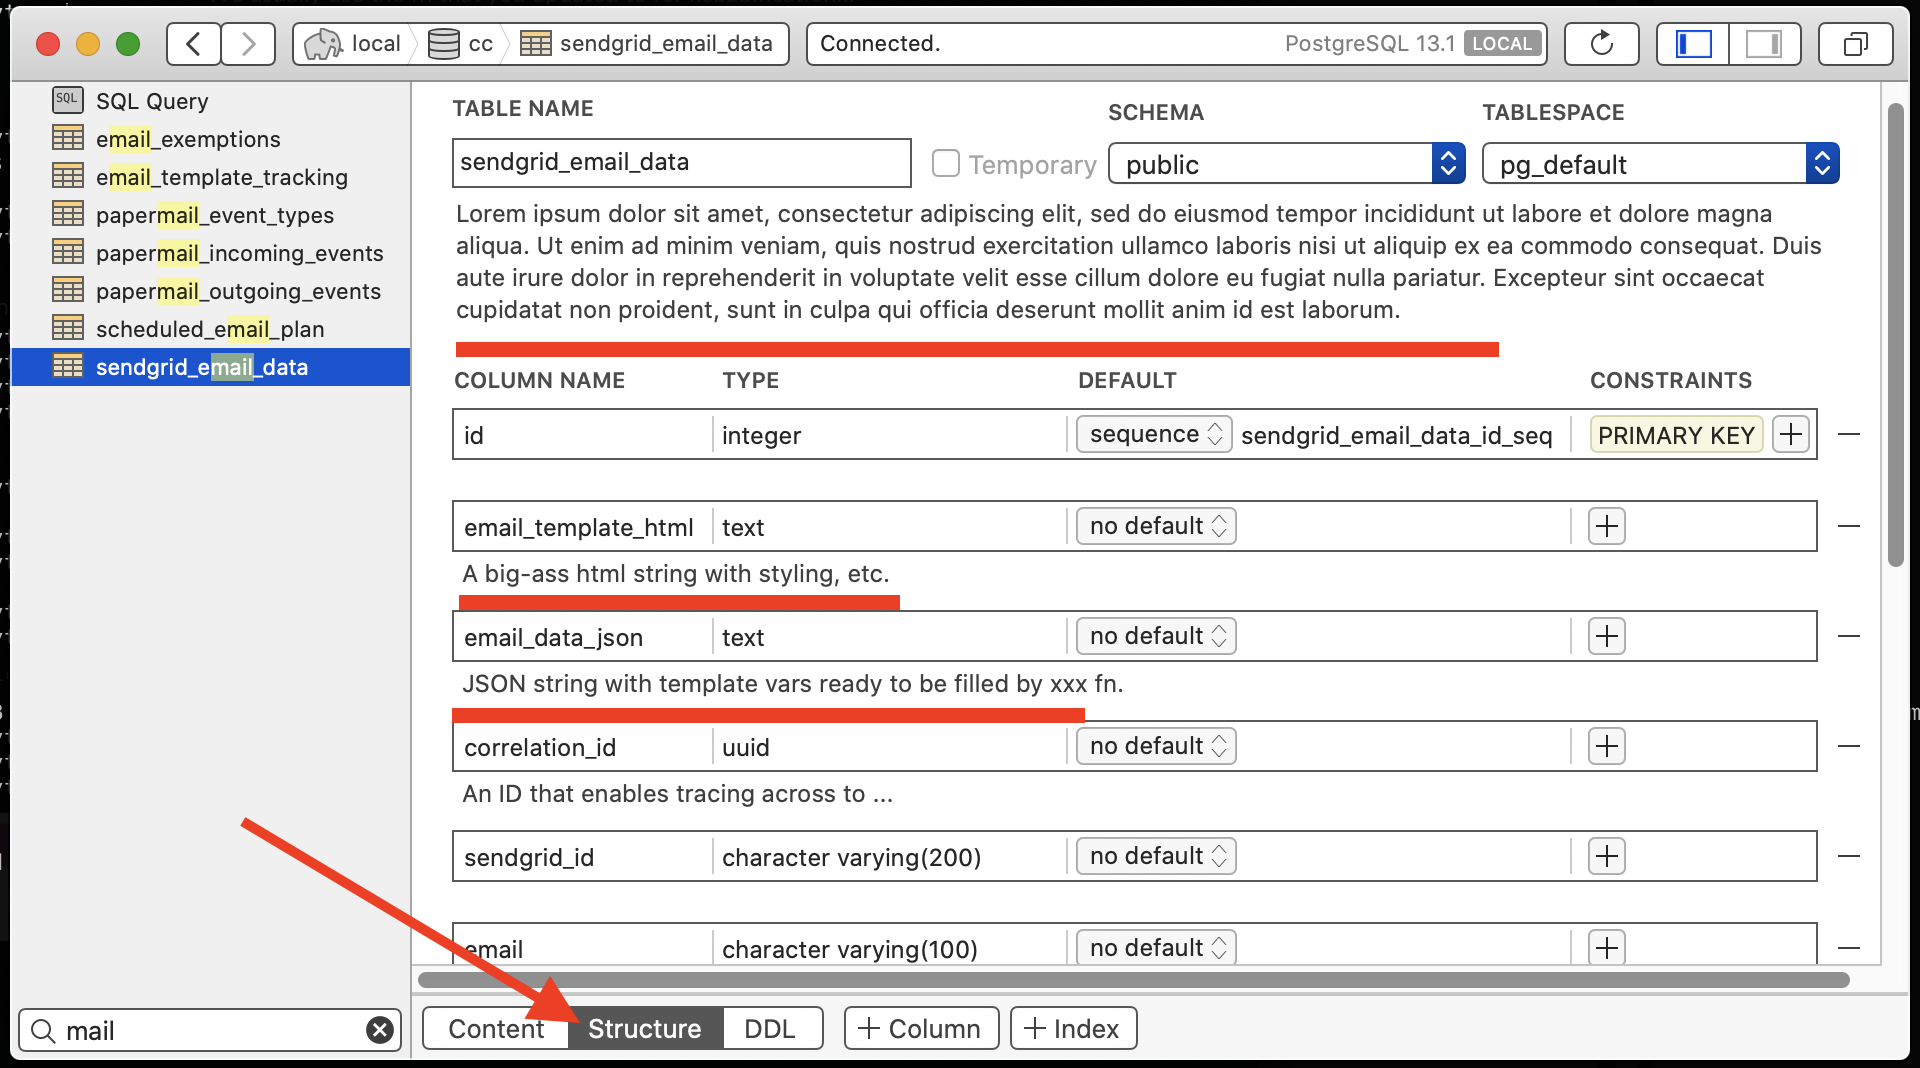 local
cc
sendgrid_email_data
Connected.
PostgreSQL 13.1
LOCAL
SQL
SQL Query
email_exemptions
email_template_tracking
papermail_event_types
papermail_incoming_events
papermail_outgoing_events
scheduled_email_plan
sendgrid_email_data
mail
TABLE NAME
SCHEMA
TABLESPACE
sendgrid_email_data
Temporary
public
pg_default
Lorem ipsum dolor sit amet, consectetur adipiscing elit, sed do eiusmod tempor incididunt ut labore et dolore magna
aliqua. Ut enim ad minim veniam, quis nostrud exercitation ullamco laboris nisi ut aliquip ex ea commodo consequat. Duis
aute irure dolor in reprehenderit in voluptate velit esse cillum dolore eu fugiat nulla pariatur. Excepteur sint occaecat
cupidatat non proident, sunt in culpa qui officia deserunt mollit anim id est laborum.
COLUMN NAME TYPE DEFAULT CONSTRAINTS
id integer sequence sendgrid_email_data_id_seq PRIMARY KEY
email_template_html text no default
A big-ass html string with styling, etc.
email_data_json text no default
JSON string with template vars ready to be filled by xxx fn.
correlation_id uuid no default
An ID that enables tracing across to ...
sendgrid_id character varying(200) no default
email character varying(100) no default
Content Structure DDL + Column + Index